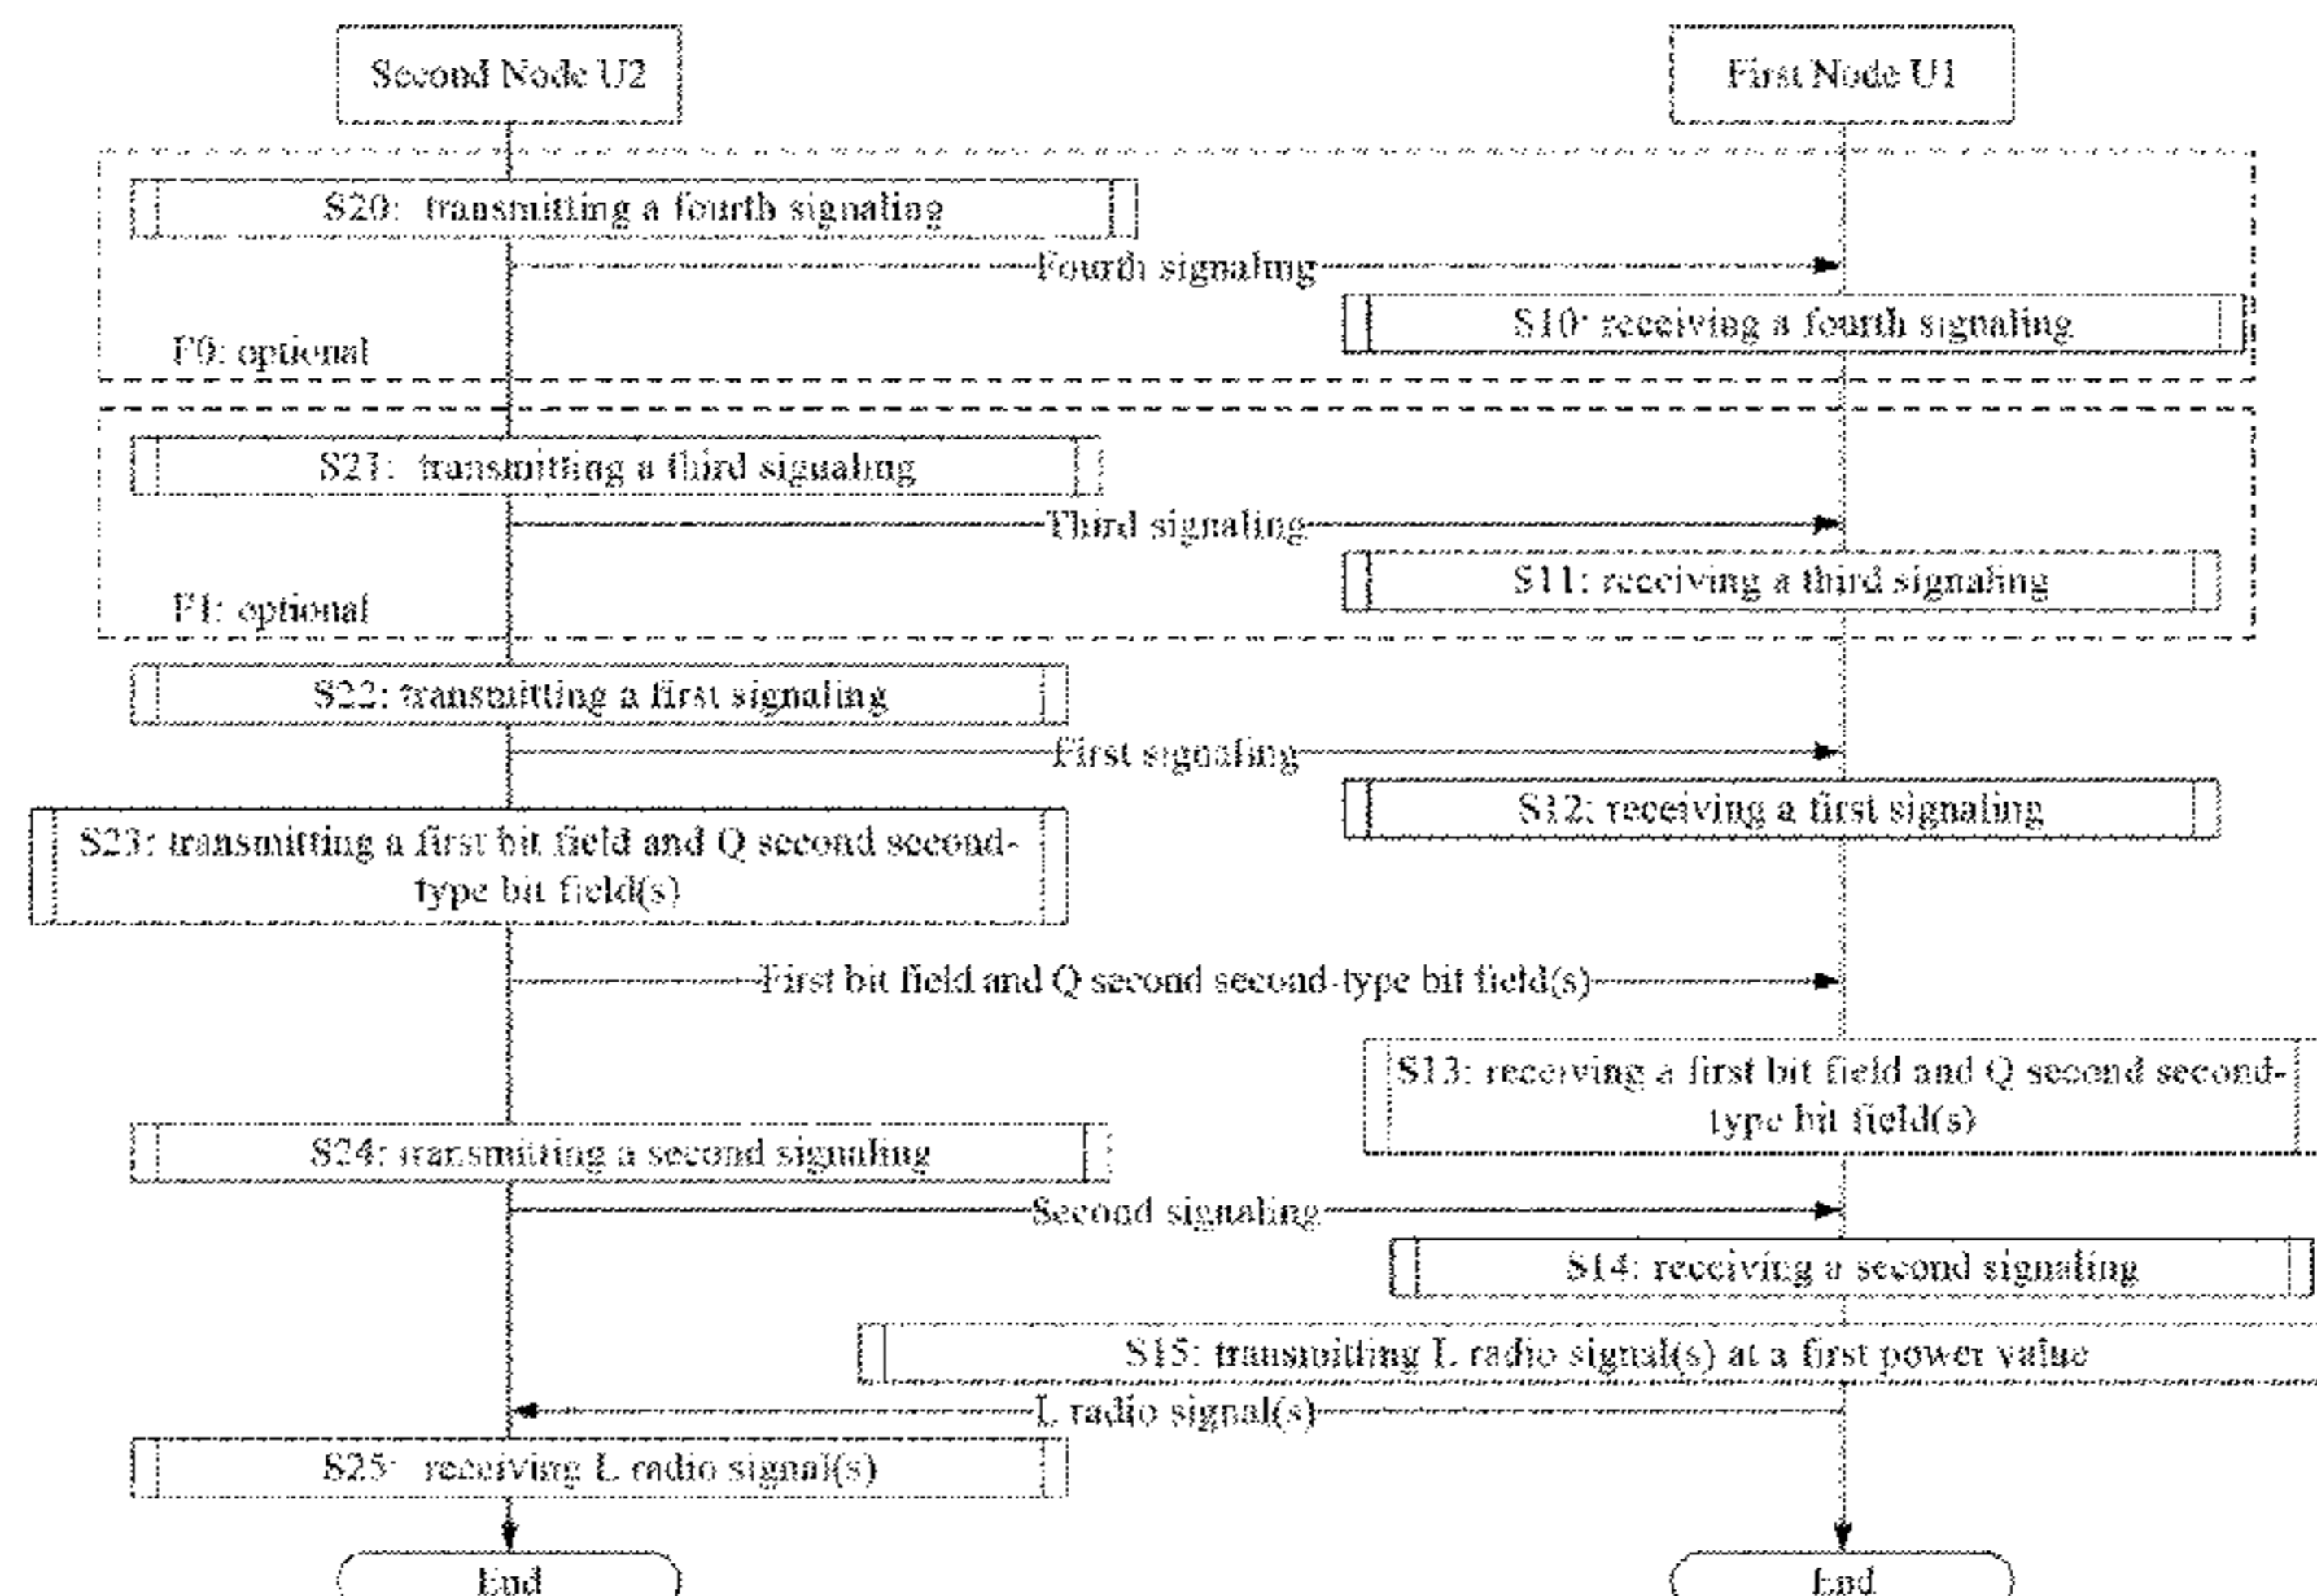 Second Node U2
First Node U1
S20: transmitting a fourth signaling
Fourth signaling
S10: receiving a fourth signaling
F0: optional
S21: transmitting a third signaling
Third signaling
S11: receiving a third signaling
F1: optional
S22: transmitting a first signaling
First signaling
S12: receiving a first signaling
S23: transmitting a first bit field and Q second second-
type bit field(s)
First bit field and Q second second-type bit field(s)
S13: receiving a first bit field and Q second second-
type bit field(s)
S24: transmitting a second signaling
Second signaling
S14: receiving a second signaling
S15: transmitting L radio signal(s) at a first power value
L radio signal(s)
S25: receiving L radio signal(s)
End
End